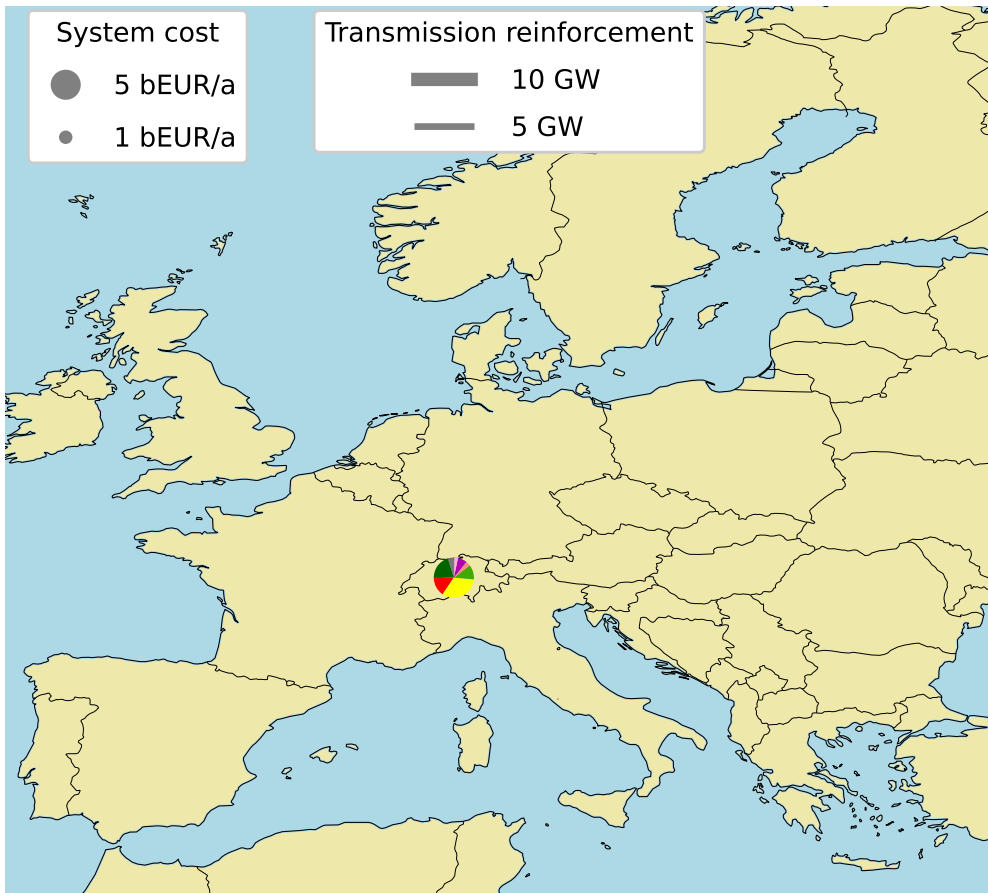 System cost
5 bEUR/a
1 bEUR/a
Transmission reinforcement
10 GW
5 GW